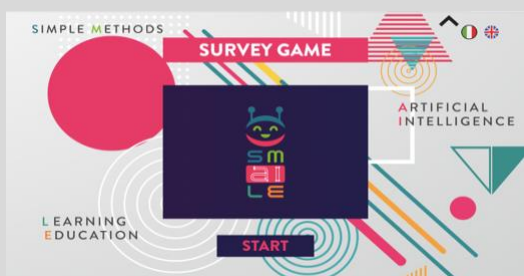 SIMPLE METHODS
SURVEY GAME
ARTIFICIAL
INTELLIGENCE
SM
AI
LE
LEARNING
EDUCATION
START